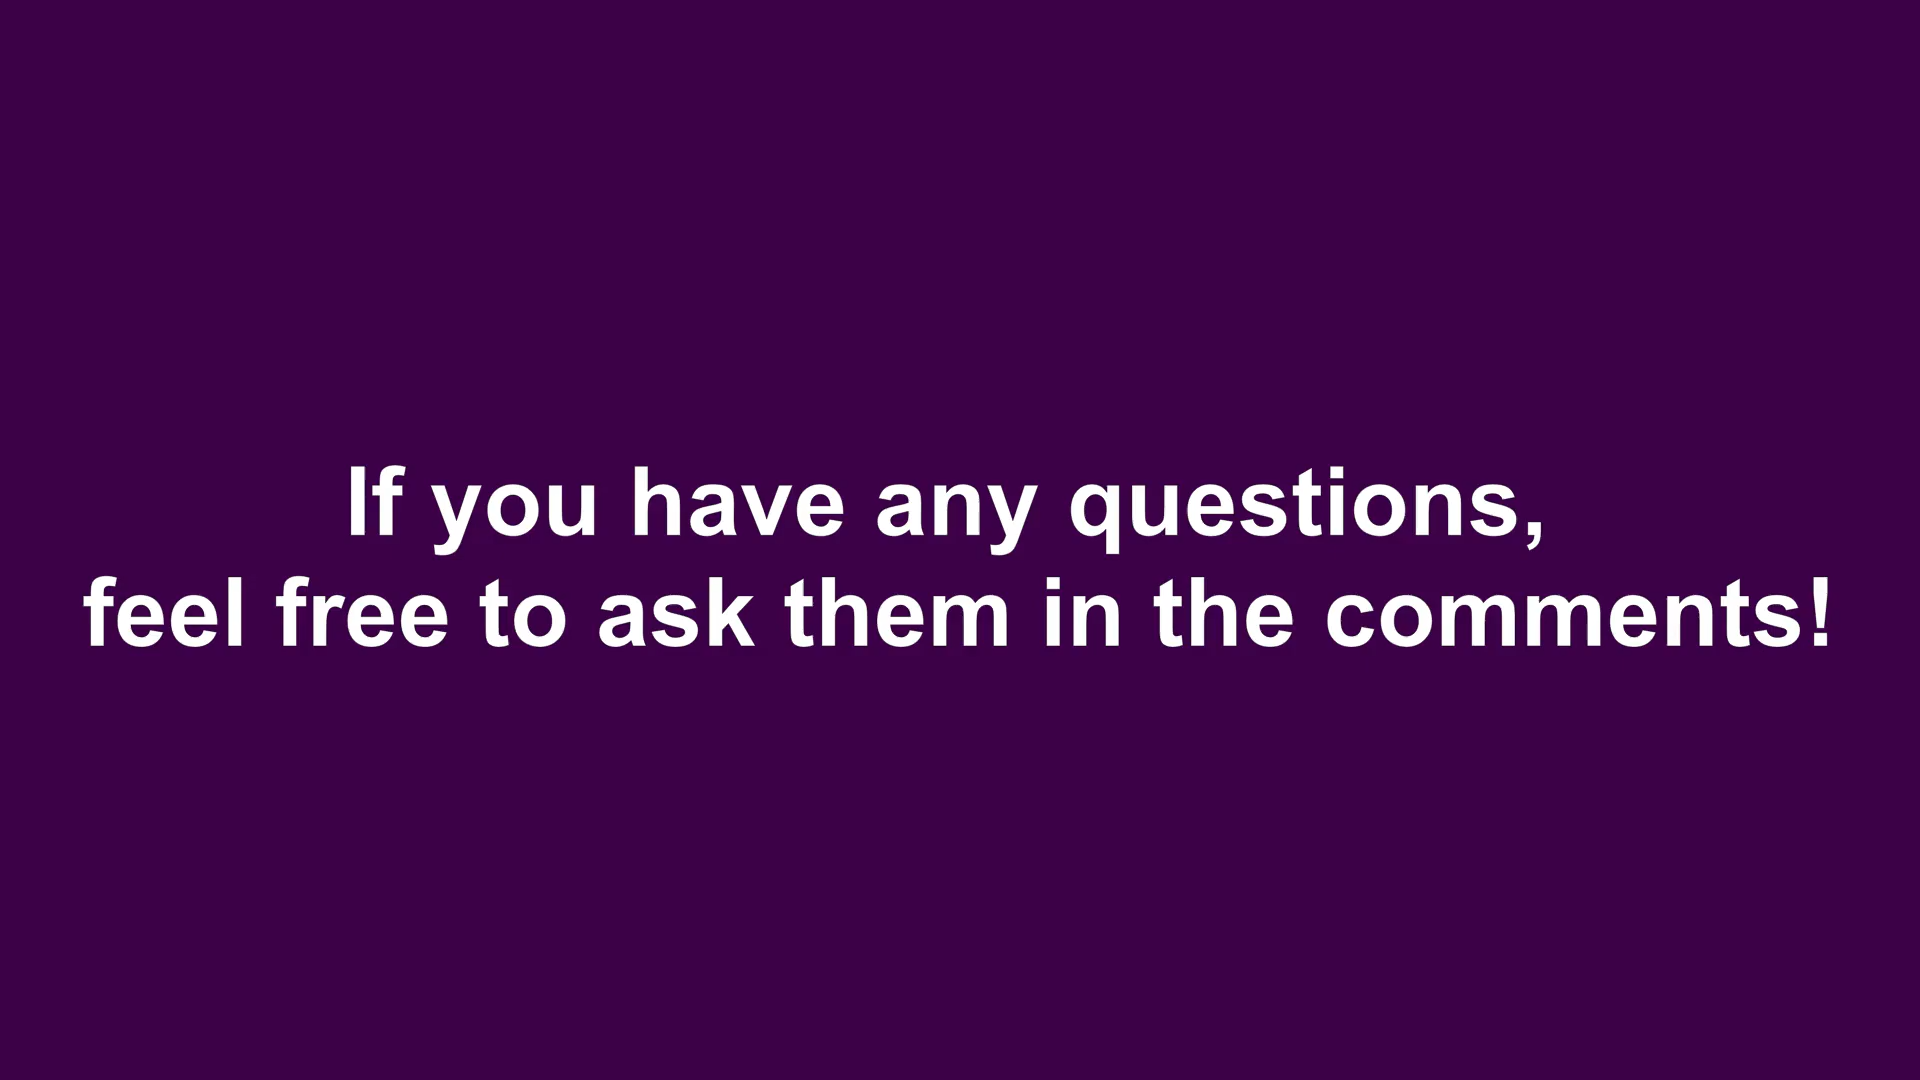 If you have any questions,
feel free to ask them in the comments!